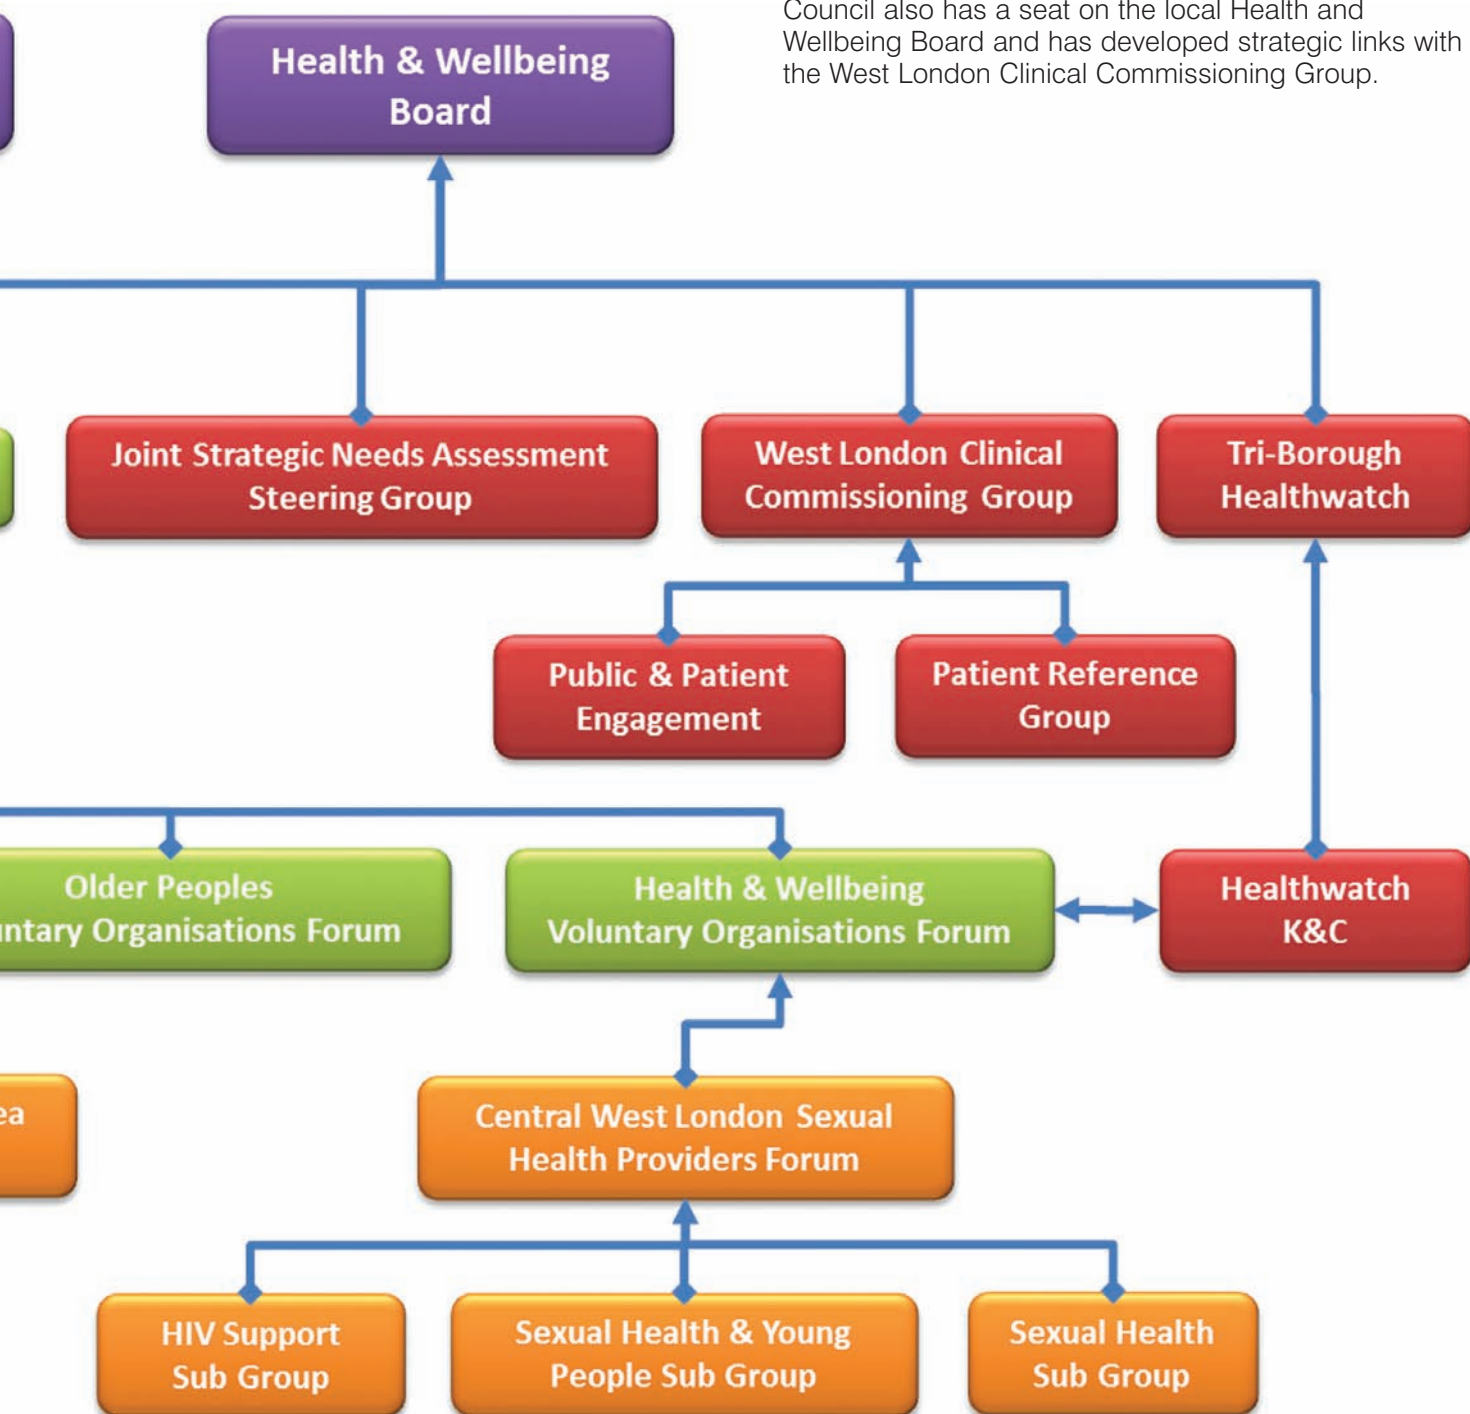 Council also has a seat on the local Health and
Wellbeing Board and has developed strategic links with
the West London Clinical Commissioning Group.
Health & Wellbeing
Board
Joint Strategic Needs Assessment
Steering Group
West London Clinical
Commissioning Group
Tri-Borough
Healthwatch
Public & Patient
Engagement
Patient Reference
Group
Older Peoples
ntary Organisations Forum
Health & Wellbeing
Voluntary Organisations Forum
Healthwatch
K&C
ea
Central West London Sexual
Health Providers Forum
HIV Support
Sub Group
Sexual Health & Young
People Sub Group
Sexual Health
Sub Group